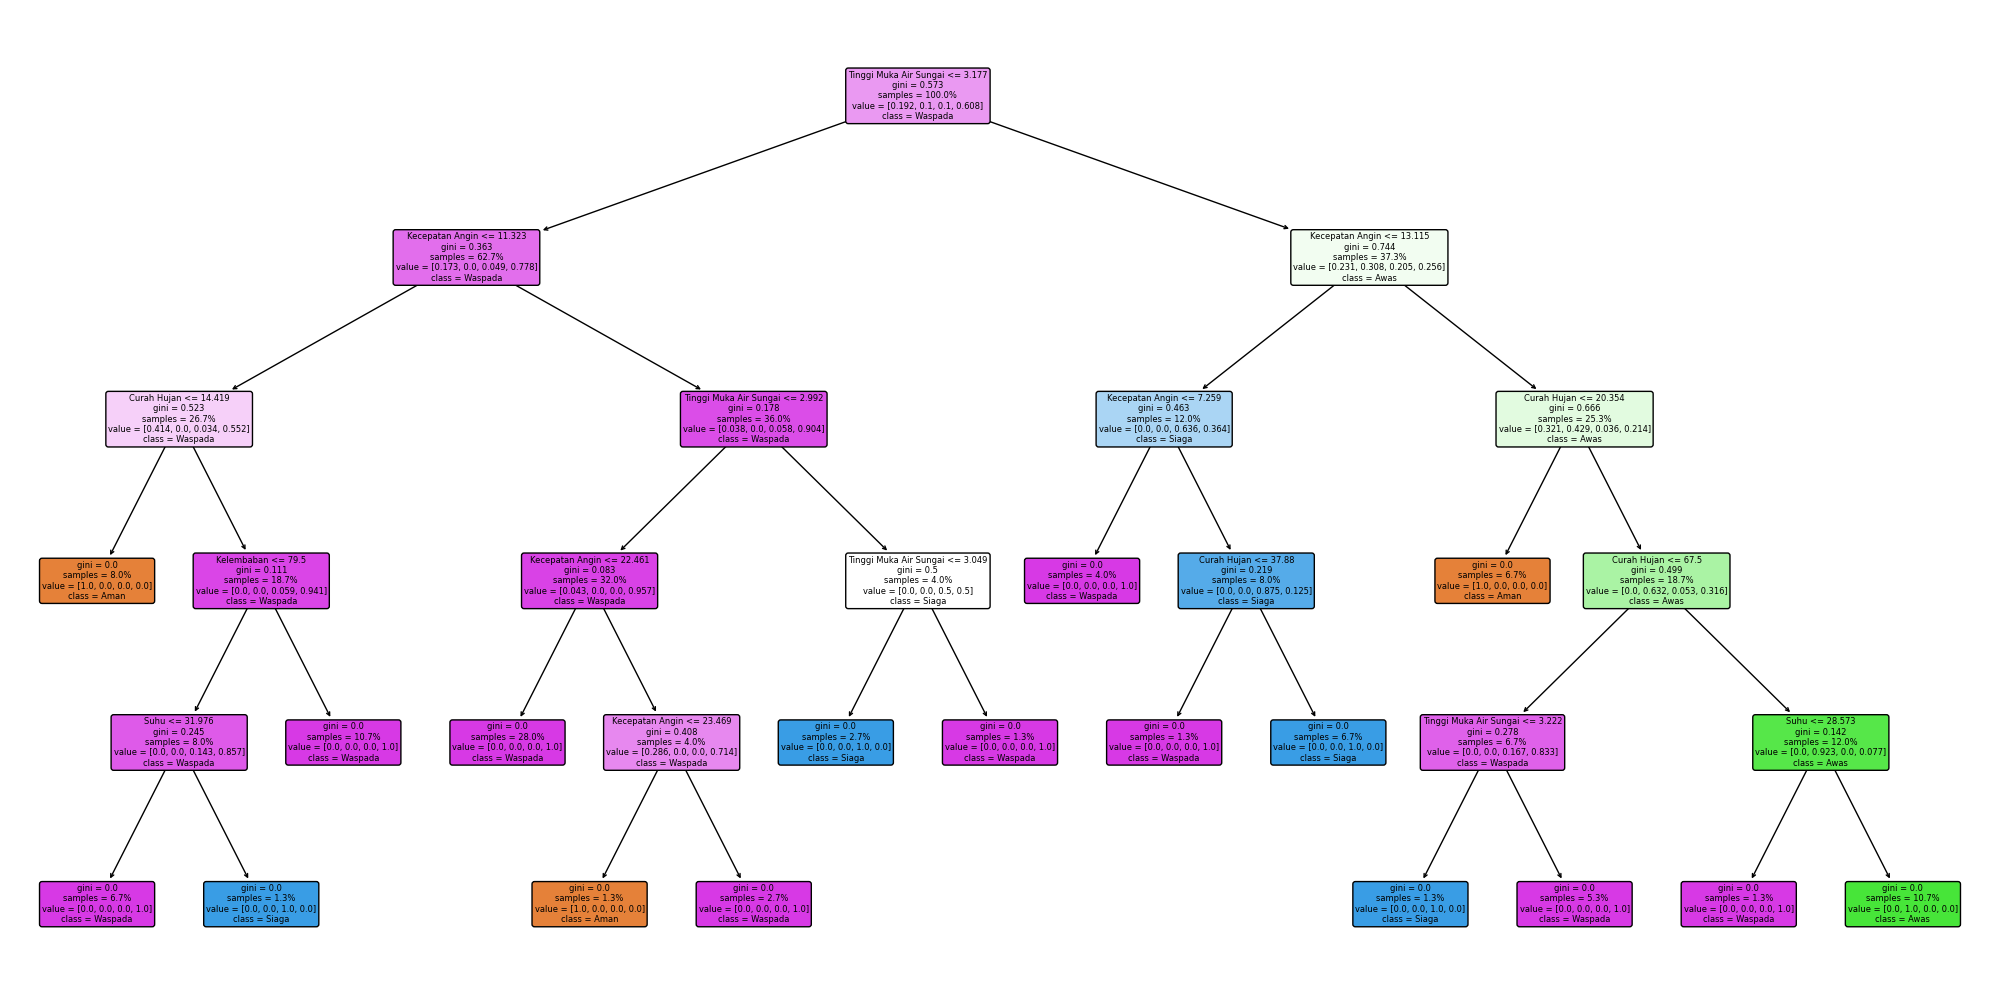 Tinggi Muka Air Sungai <= 3.177
gini = 0.573
samples = 100.0%
value = [0.192, 0.1, 0.1, 0.608]
class = Waspada
Kecepatan Angin <= 11.323
gini = 0.363
samples = 62.7%
value = [0.173, 0.0, 0.049, 0.778]
class = Waspada
Kecepatan Angin <= 13.115
gini = 0.744
samples = 37.3%
value = [0.231, 0.308, 0.205, 0.256]
class = Awas
Curah Hujan <= 14.419
gini = 0.523
samples = 26.7%
value = [0.414, 0.0, 0.034, 0.552]
class = Waspada
Tinggi Muka Air Sungai <= 2.992
gini = 0.178
samples = 36.0%
value = [0.038, 0.0, 0.058, 0.904]
class = Waspada
Kecepatan Angin <= 7.259
gini = 0.463
samples = 12.0%
value = [0.0, 0.0, 0.636, 0.364]
class = Siaga
Curah Hujan <= 20.354
gini = 0.666
samples = 25.3%
value = [0.321, 0.429, 0.036, 0.214]
class = Awas
gini = 0.0
samples = 8.0%
value = [1.0, 0.0, 0.0, 0.0]
class = Aman
Kelembaban <= 79.5
gini = 0.111
samples = 18.7%
value = [0.0, 0.0, 0.059, 0.941]
class = Waspada
Kecepatan Angin <= 22.461
gini = 0.083
samples = 32.0%
value = [0.043, 0.0, 0.0, 0.957]
class = Waspada
Tinggi Muka Air Sungai <= 3.049
gini = 0.5
samples = 4.0%
value = [0.0, 0.0, 0.5, 0.5]
class = Siaga
gini = 0.0
samples = 4.0%
value = [0.0, 0.0, 0.0, 1.0]
class = Waspada
Curah Hujan <= 37.88
gini = 0.219
samples = 8.0%
value = [0.0, 0.0, 0.875, 0.125]
class = Siaga
gini = 0.0
samples = 6.7%
value = [1.0, 0.0, 0.0, 0.0]
class = Aman
Curah Hujan <= 67.5
gini = 0.499
samples = 18.7%
value = [0.0, 0.632, 0.053, 0.316]
class = Awas
Suhu <= 31.976
gini = 0.245
samples = 8.0%
value = [0.0, 0.0, 0.143, 0.857]
class = Waspada
gini = 0.0
samples = 10.7%
value = [0.0, 0.0, 0.0, 1.0]
class = Waspada
gini = 0.0
samples = 28.0%
value = [0.0, 0.0, 0.0, 1.0]
class = Waspada
Kecepatan Angin <= 23.469
gini = 0.408
samples = 4.0%
value = [0.286, 0.0, 0.0, 0.714]
class = Waspada
gini = 0.0
samples = 2.7%
value = [0.0, 0.0, 1.0, 0.0]
class = Siaga
gini = 0.0
samples = 1.3%
value = [0.0, 0.0, 0.0, 1.0]
class = Waspada
gini = 0.0
samples = 1.3%
value = [0.0, 0.0, 0.0, 1.0]
class = Waspada
gini = 0.0
samples = 6.7%
value = [0.0, 0.0, 1.0, 0.0]
class = Siaga
Tinggi Muka Air Sungai <= 3.222
gini = 0.278
samples = 6.7%
value = [0.0, 0.0, 0.167, 0.833]
class = Waspada
Suhu <= 28.573
gini = 0.142
samples = 12.0%
value = [0.0, 0.923, 0.0, 0.077]
class = Awas
gini = 0.0
samples = 6.7%
value = [0.0, 0.0, 0.0, 1.0]
class = Waspada
gini = 0.0
samples = 1.3%
value = [0.0, 0.0, 1.0, 0.0]
class = Siaga
gini = 0.0
samples = 1.3%
value = [1.0, 0.0, 0.0, 0.0]
class = Aman
gini = 0.0
samples = 2.7%
value = [0.0, 0.0, 0.0, 1.0]
class = Waspada
gini = 0.0
samples = 1.3%
value = [0.0, 0.0, 1.0, 0.0]
class = Siaga
gini = 0.0
samples = 5.3%
value = [0.0, 0.0, 0.0, 1.0]
class = Waspada
gini = 0.0
samples = 1.3%
value = [0.0, 0.0, 0.0, 1.0]
class = Waspada
gini = 0.0
samples = 10.7%
value = [0.0, 1.0, 0.0, 0.0]
class = Awas